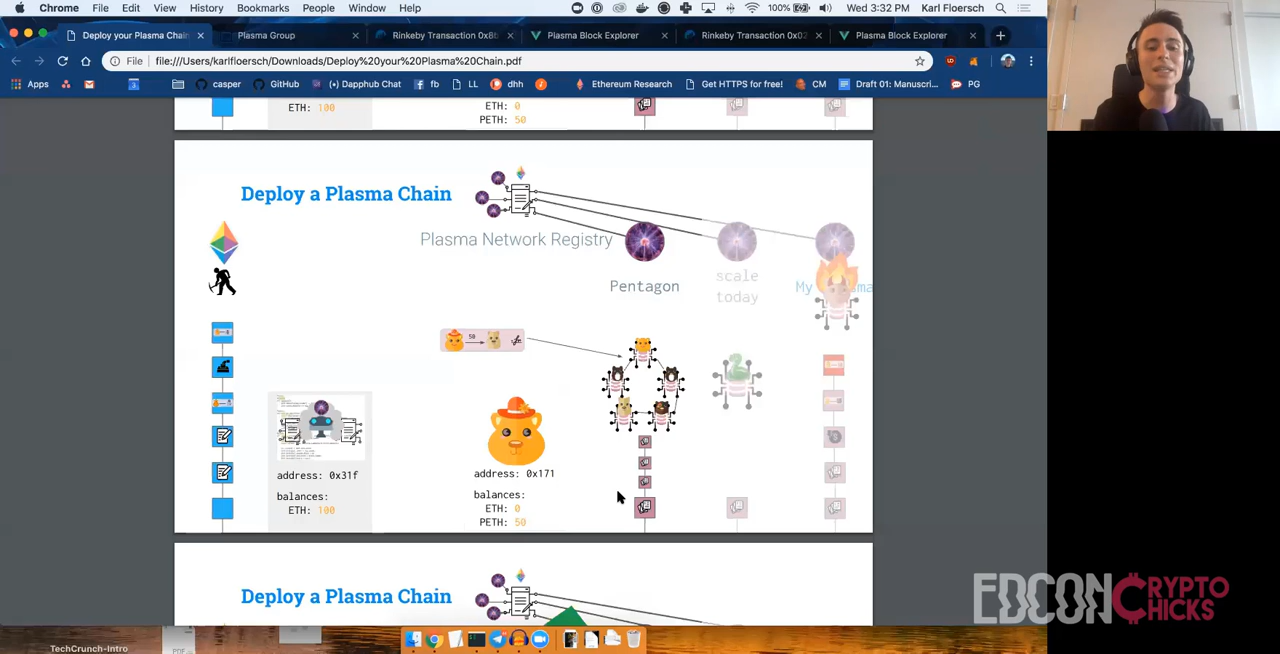 Chrome File Edit View History Bookmarks People Window Help
100% Wed 3:32 PM Karl Floersch
Deploy your Plasma Chain
Plasma Group
Rinkeby Transaction 0x8b
Plasma Block Explorer
Rinkeby Transaction 0x02
Plasma Block Explorer
File file:///Users/karlfloersch/Downloads/Deploy%20your%20Plasma%20Chain.pdf
Apps
casper
GitHub
(+) Dapphub Chat
fb
LL
dhh
Ethereum Research
Get HTTPS for free!
CM
Draft 01: Manuscri...
PG
ETH: 100
ETH: 0
PETH: 50
Deploy a Plasma Chain
Plasma Network Registry
Pentagon
scale
today
50
address: 0x31f
balances:
ETH: 100
address: 0x171
balances:
ETH: 0
PETH: 50
Deploy a Plasma Chain
TechCrunch-Intro
PDF
EDCON CRYPTO
CHICKS